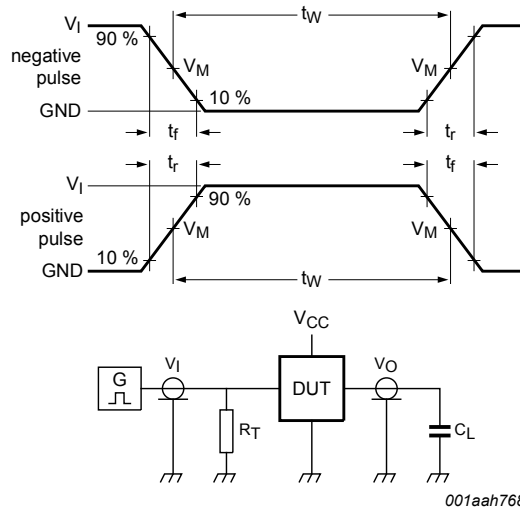 V_I
90 %
negative
pulse
GND
t_W
V_M
V_M
10 %
t_f
t_r
t_r
t_f
V_I
positive
pulse
GND
90 %
10 %
V_M
V_M
t_W
V_CC
G
V_I
DUT
V_O
R_T
C_L
001aah768